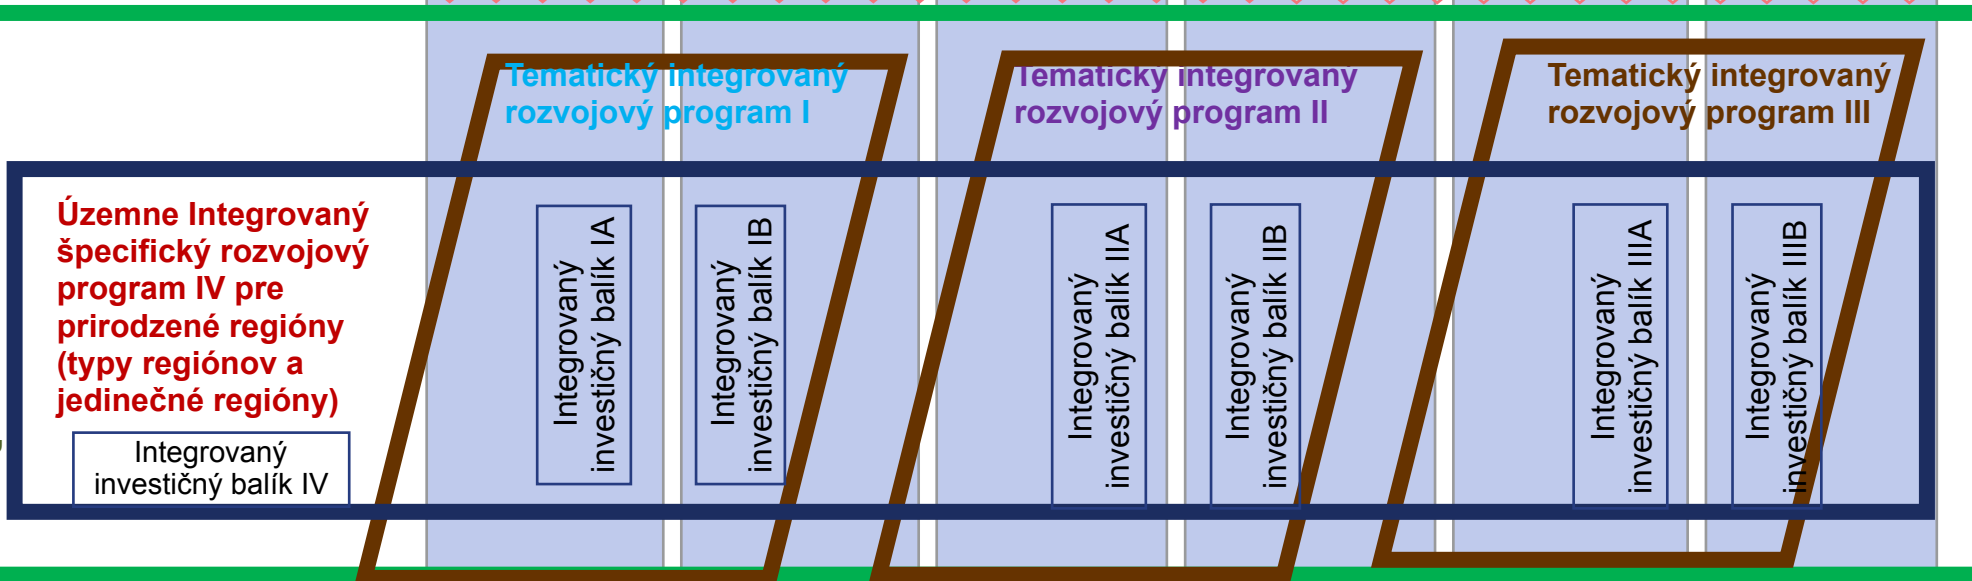 Tematický integrovaný
rozvojový program I
Tematický integrovaný
rozvojový program II
Tematický integrovaný
rozvojový program III
Územne Integrovaný
špecifický rozvojový
program IV pre
prirodzené regióny
(typy regiónov a
jedinečné regióny)
Integrovaný
investičný balík IV
Integrovaný
investičný balík IA
Integrovaný
investičný balík IB
Integrovaný
investičný balík IIA
Integrovaný
investičný balík IIB
Integrovaný
investičný balík IIIA
Integrovaný
investičný balík IIIB